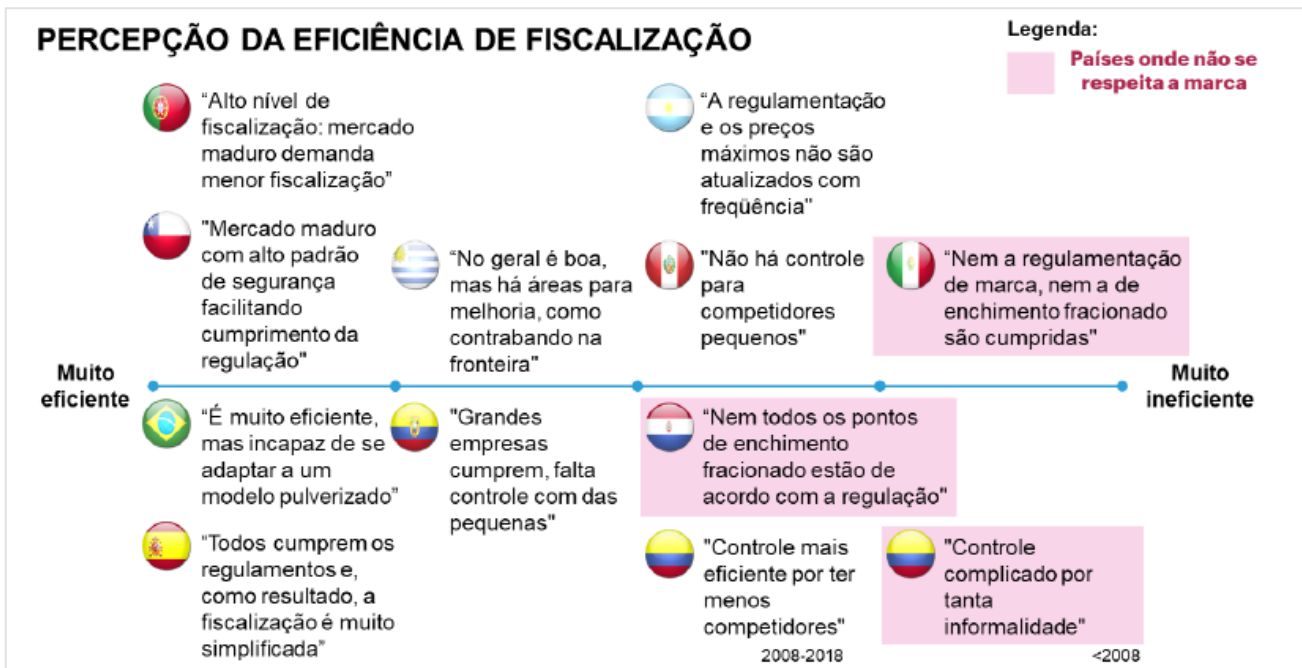 PERCEPÇÃO DA EFICIÊNCIA DE FISCALIZAÇÃO
Legenda:
Países onde não se
respeita a marca
“Alto nível de
fiscalização: mercado
maduro demanda
menor fiscalização”
“A regulamentação
e os preços
máximos não são
atualizados com
freqüência"
"Mercado maduro
com alto padrão
de segurança
facilitando
cumprimento da
regulação"
“No geral é boa,
mas há áreas para
melhoria, como
contrabando na
fronteira"
"Não há controle
para
competidores
pequenos"
“Nem a regulamentação
de marca, nem a de
enchimento fracionado
são cumpridas"
Muito
eficiente
Muito
ineficiente
“É muito eficiente,
mas incapaz de se
adaptar a um
modelo pulverizado”
"Grandes
empresas
cumprem, falta
controle com das
pequenas"
“Nem todos os pontos
de enchimento
fracionado estão de
acordo com a regulação"
“Todos cumprem os
regulamentos e,
como resultado, a
fiscalização é muito
simplificada”
"Controle mais
eficiente por ter
menos
competidores"
2008-2018
"Controle
complicado por
tanta
informalidade"
<2008